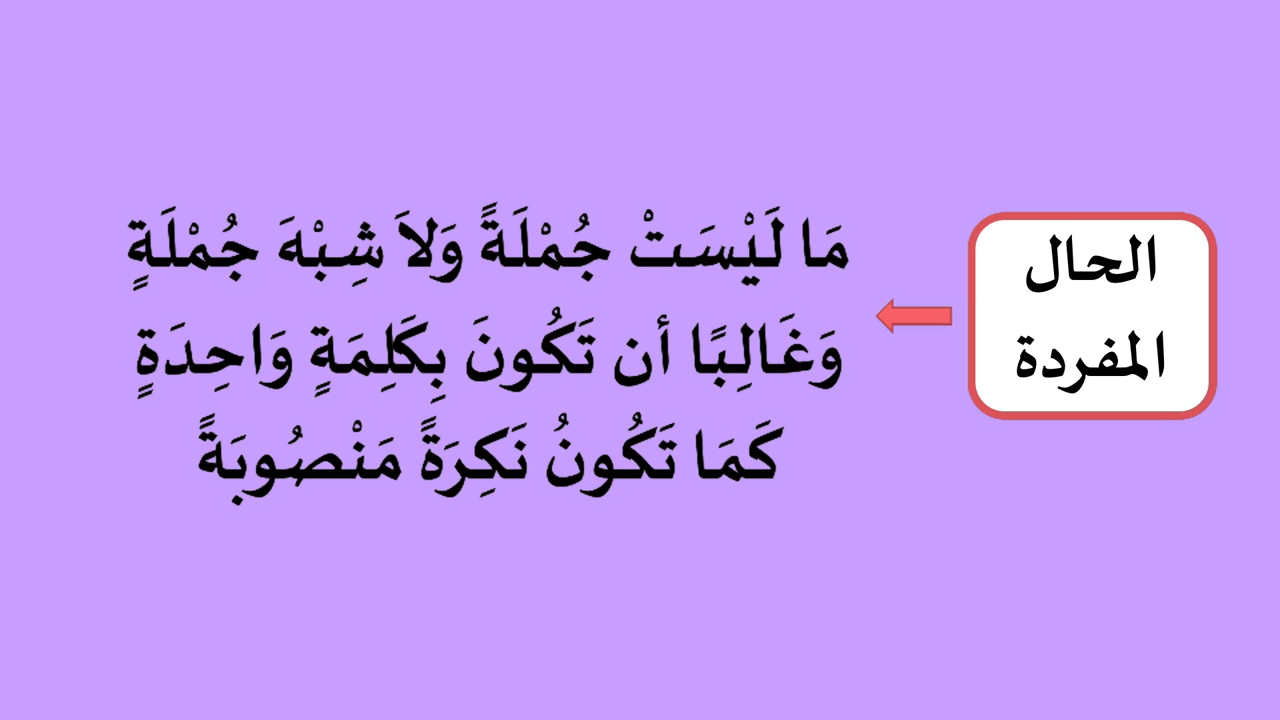 الحال
المفردة
مَا لَيْسَتْ جُمْلَةً وَلاَ شِبْهَ جُمْلَةٍ
وَغَالِبًا أن تَكُونَ بِكَلِمَةٍ وَاحِدَةٍ
كَمَا تَكُونُ نَكِرَةً مَنْصُوبَةً